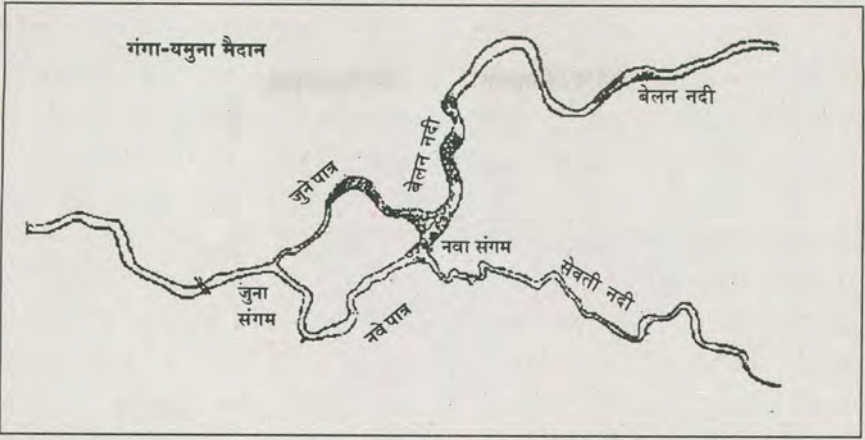 गंगा-यमुना मैदान
बेलन नदी
बेलन नदी
जुने पात्र
नवा संगम
सेवती नदी
जुना
संगम
नवे पात्र